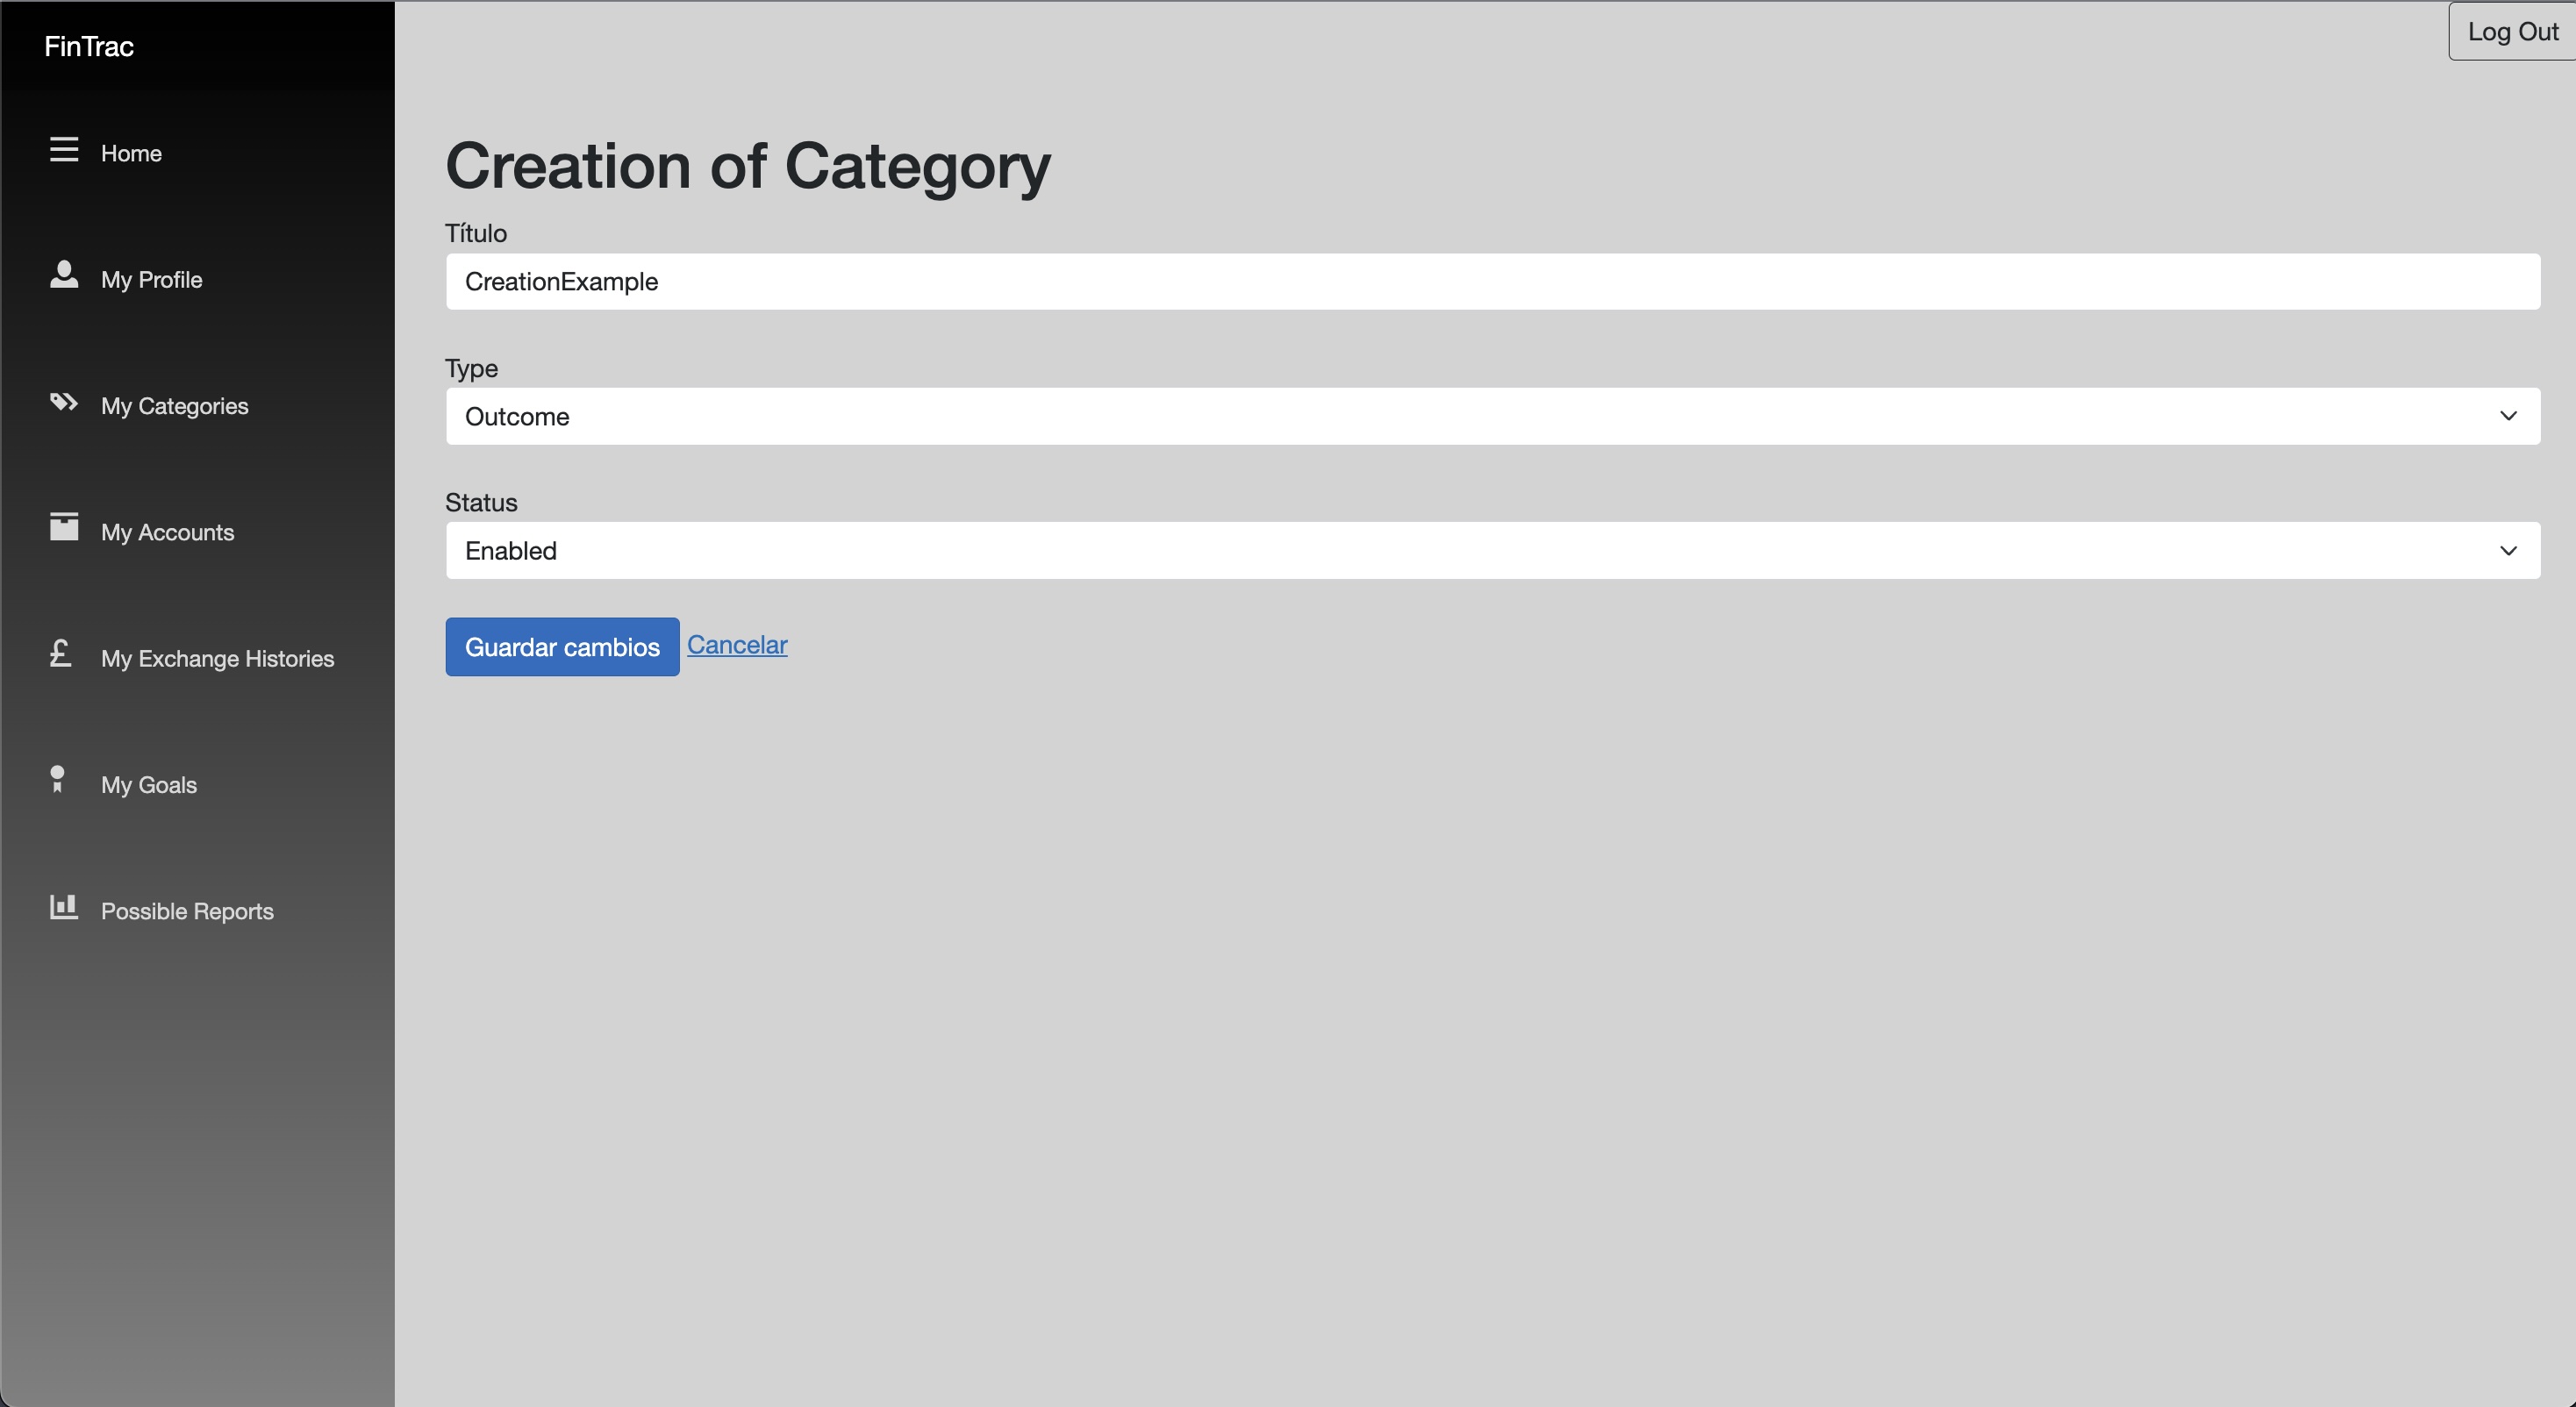 FinTrac
Log Out
Home
My Profile
My Categories
My Accounts
My Exchange Histories
My Goals
Possible Reports
Creation of Category
Título
CreationExample
Type
Outcome
Status
Enabled
Guardar cambios Cancelar